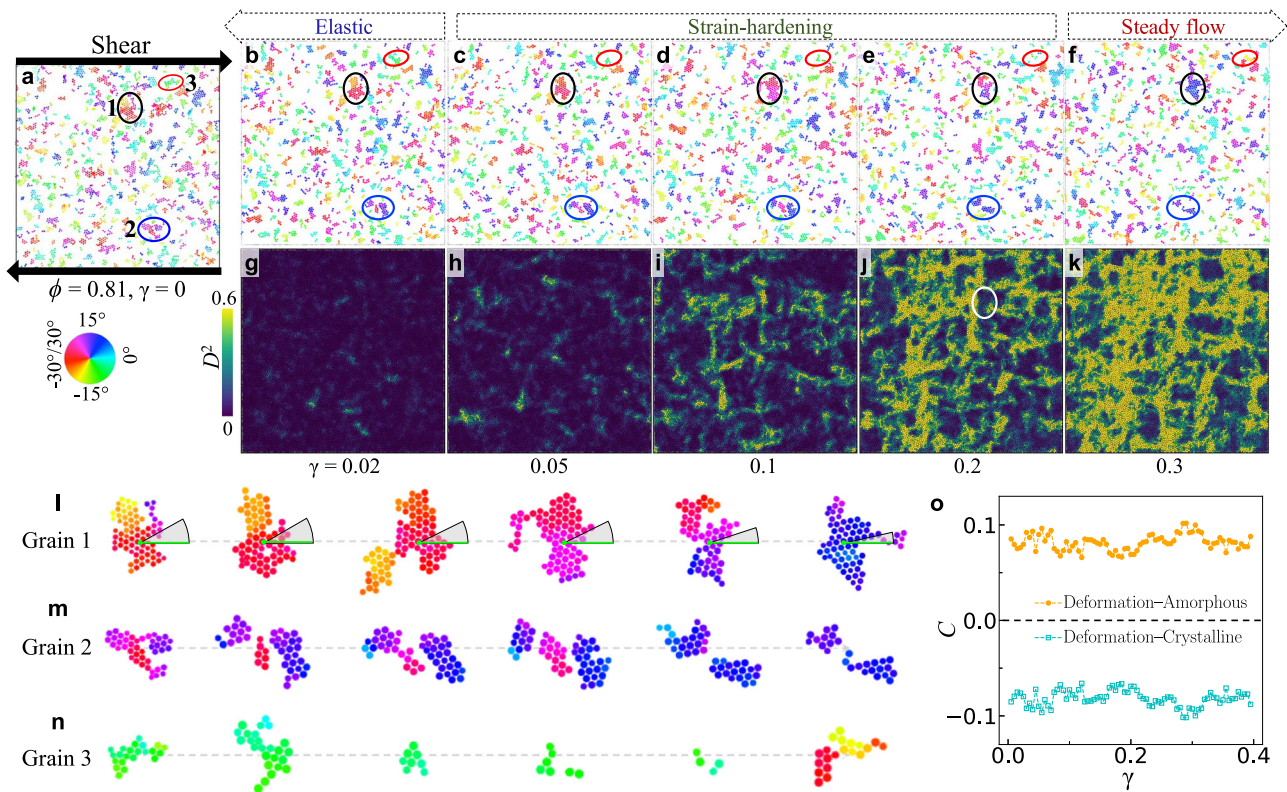 Elastic
Strain-hardening
Steady flow
Shear
a
b
c
d
e
f
1
2
3
ϕ = 0.81, γ = 0
15°
-30°/30°
0°
-15°
0.6
D²
0
g
h
i
j
k
γ = 0.02
0.05
0.1
0.2
0.3
l
Grain 1
m
Grain 2
n
Grain 3
o
0.1
0.0
−0.1
C
Deformation–Amorphous
Deformation–Crystalline
0.0
0.2
0.4
γ